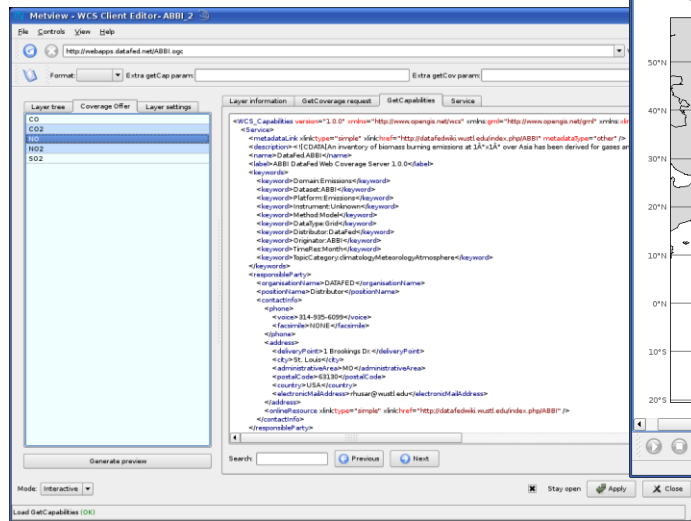 Metview - WCS Client Editor- ABBI_2
File Controls View Help
http://webapps.datafed.net/ABBI.ogc
Format: Extra getCap param: Extra getCov param:
Layer tree Coverage Offer Layer settings
CO
CO2
NO
NO2
SO2
Generate preview
Layer information GetCoverage request GetCapabilities Service
<WCS_Capabilities version="1.0.0" xmlns="http://www.opengis.net/wcs" xmlns:gml="http://www.opengis.net/gml"
<Service>
<metadataLink xlink:type="simple" xlink:href="http://datafedwiki.wustl.edu/index.php/ABBI" metadataType="other" />
<description><![CDATA[An inventory of biomass burning emissions at 1Â°x1Â° over Asia has been derived for gases an
<name>DataFed.ABBI</name>
<label>ABBI DataFed Web Coverage Server 1.0.0</label>
<keywords>
<keyword>Domain:Emissions</keyword>
<keyword>Dataset:ABBI</keyword>
<keyword>Platform:Emissions</keyword>
<keyword>Instrument:Unknown</keyword>
<keyword>Method:Model</keyword>
<keyword>DataType:Grid</keyword>
<keyword>Distributor:DataFed</keyword>
<keyword>Originator:ABBI</keyword>
<keyword>TimeRes:Month</keyword>
<keyword>TopicCategory:climatologyMeteorologyAtmosphere</keyword>
</keywords>
<responsibleParty>
<organisationName>DATAFED</organisationName>
<positionName>Distributor</positionName>
<contactInfo>
<phone>
<voice>314-935-6099</voice>
<facsimile>NONE</facsimile>
</phone>
<address>
<deliveryPoint>1 Brookings Dr.</deliveryPoint>
<city>St. Louis</city>
<administrativeArea>MO</administrativeArea>
<postalCode>63130</postalCode>
<country>USA</country>
<electronicMailAddress>rhusar@wustl.edu</electronicMailAddress>
</address>
<onlineResource xlink:type="simple" xlink:href="http://datafedwiki.wustl.edu/index.php/ABBI" />
</contactInfo>
</responsibleParty>
Search: Previous Next
Mode: Interactive
Stay open Apply Close
Load GetCapabilities (OK)
50°N
40°N
30°N
20°N
10°N
0°N
10°S
20°S